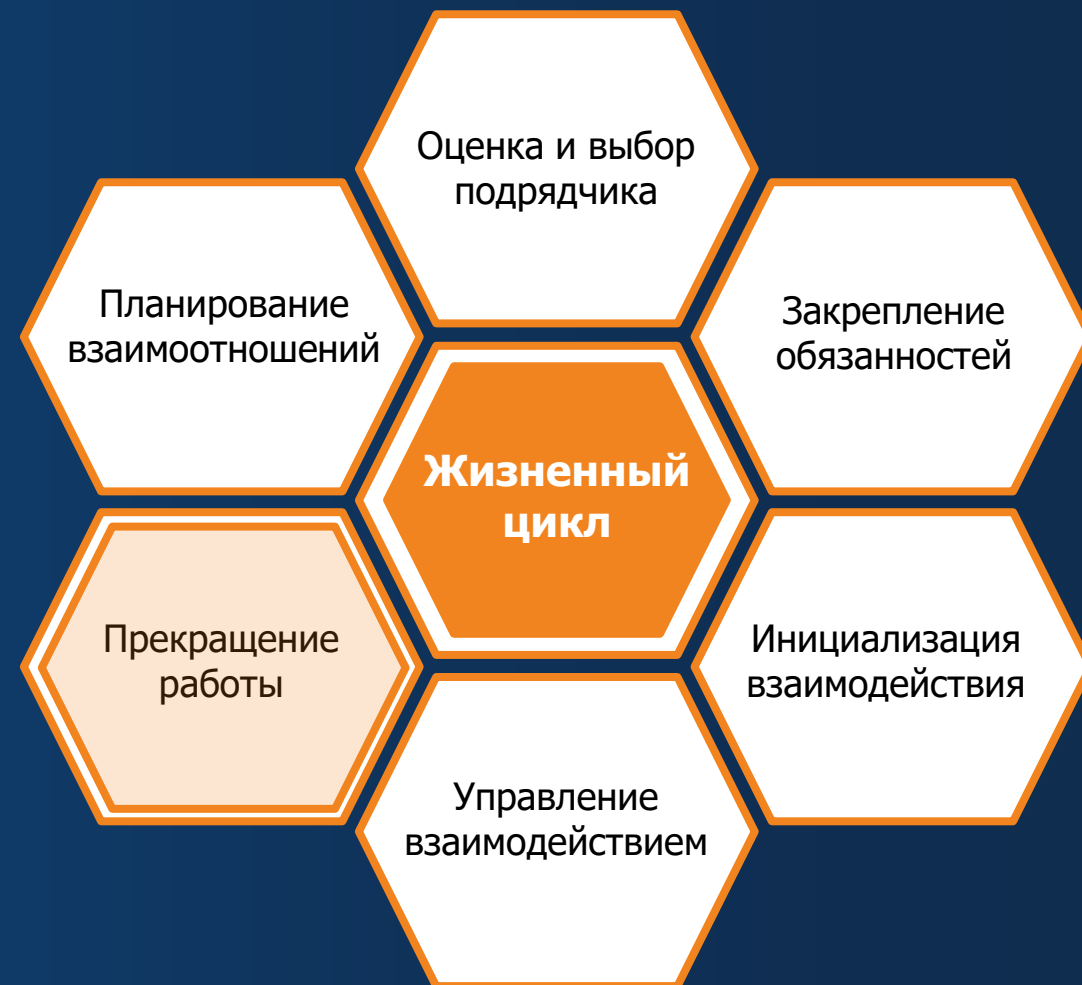 Оценка и выбор
подрядчика
Планирование
взаимоотношений
Закрепление
обязанностей
Жизненный
цикл
Прекращение
работы
Инициализация
взаимодействия
Управление
взаимодействием